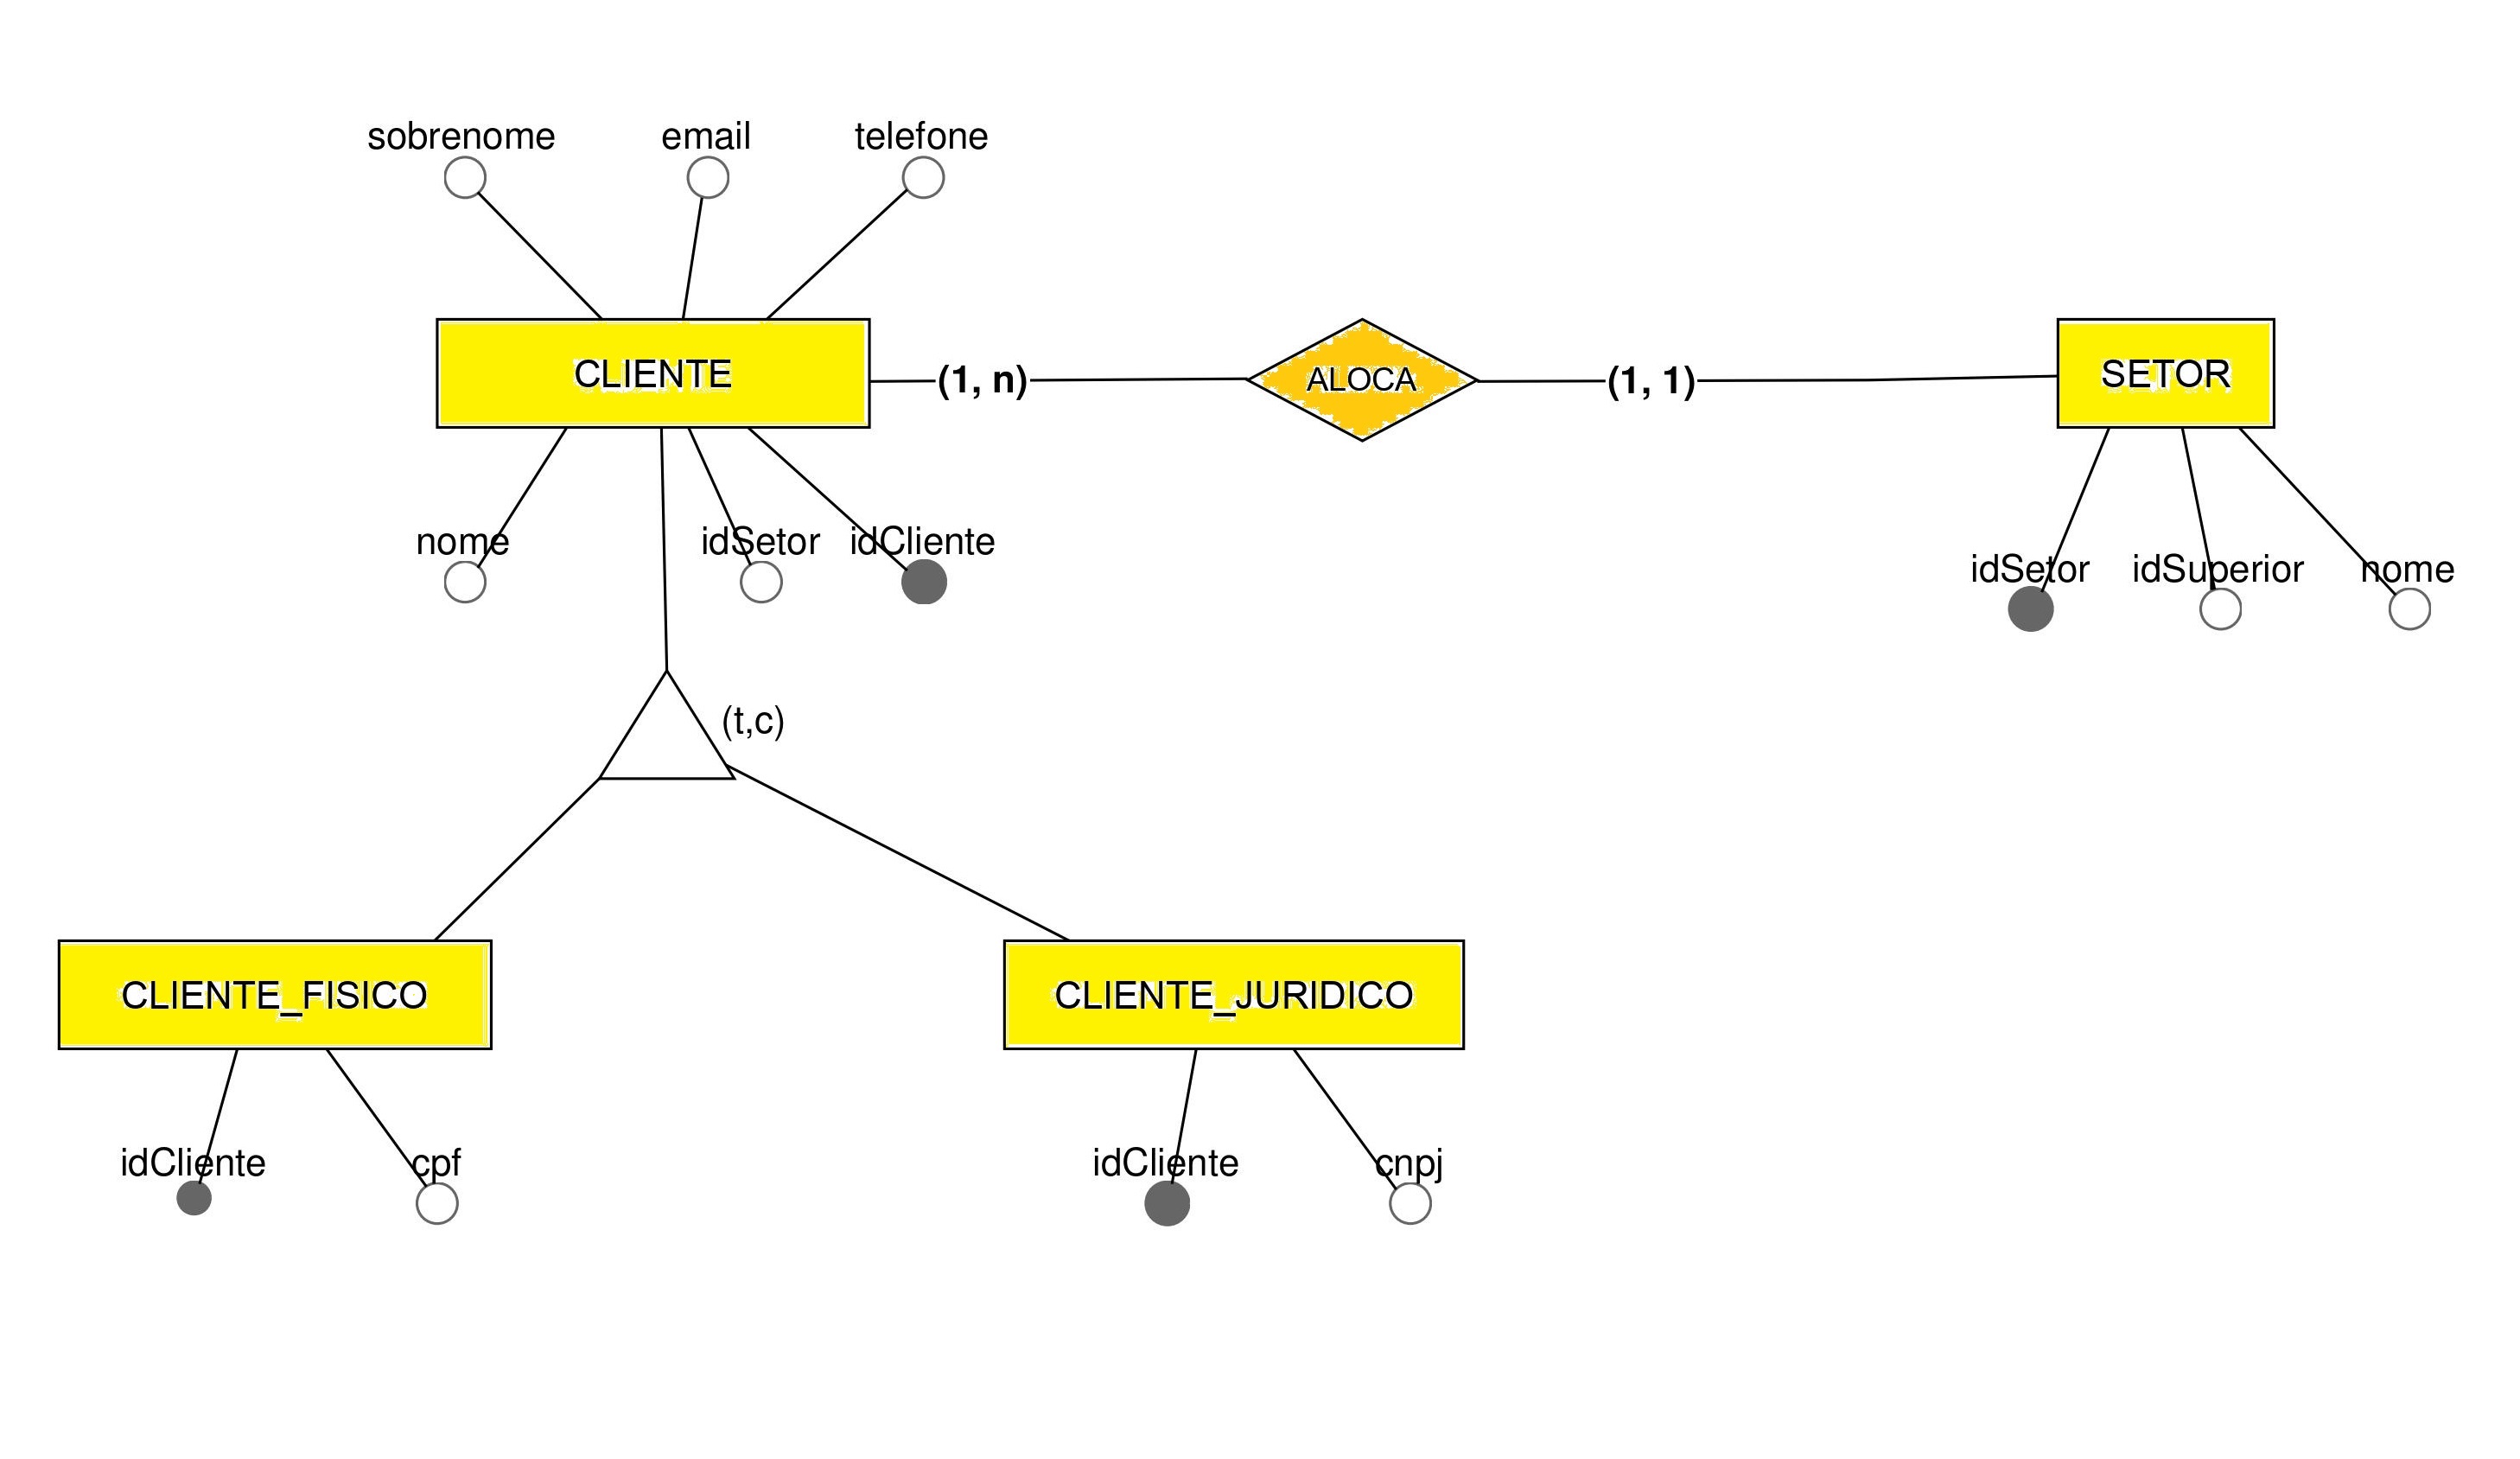 sobrenome
email
telefone
CLIENTE
(1, n)
ALOCA
(1, 1)
SETOR
nome
idSetor
idCliente
idSetor
idSuperior
nome
(t,c)
CLIENTE_FISICO
CLIENTE_JURIDICO
idCliente
cpf
idCliente
cnpj